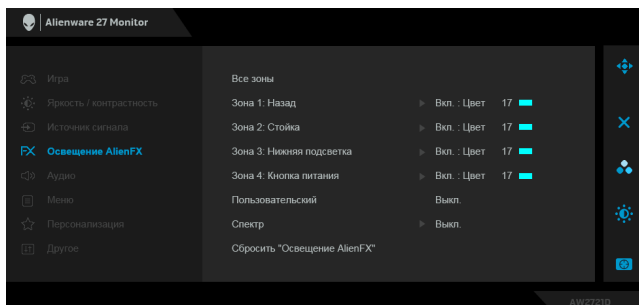 Alienware 27 Monitor
Игра
Яркость / контрастность
Источник сигнала
FX Освещение AlienFX
Аудио
Меню
Персонализация
Другое
Все зоны
Зона 1: Назад Вкл. : Цвет 17
Зона 2: Стойка Вкл. : Цвет 17
Зона 3: Нижняя подсветка Вкл. : Цвет 17
Зона 4: Кнопка питания Вкл. : Цвет 17
Пользовательский Выкл.
Спектр Выкл.
Сбросить "Освещение AlienFX"
AW2721D